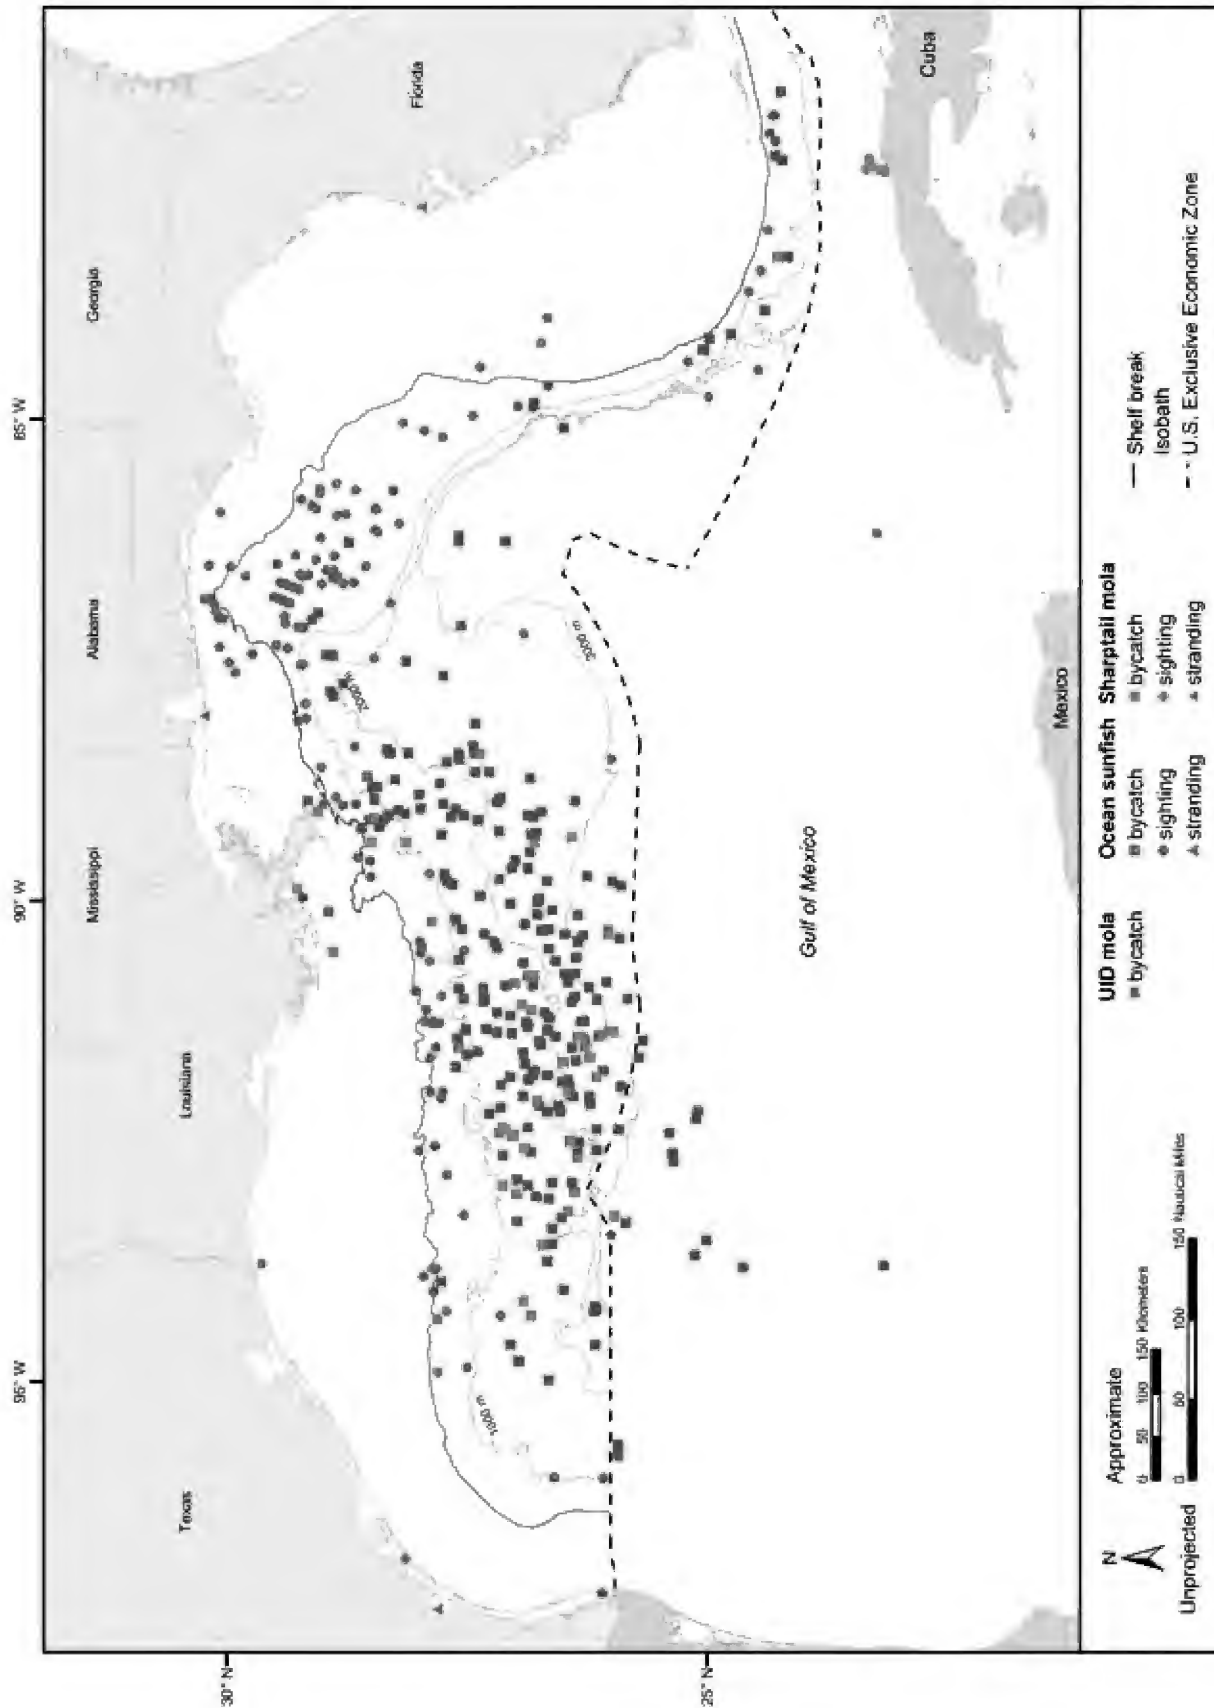 95° W
90° W
85° W
30° N
25° N
Texas
Louisiana
Mississippi
Alabama
Georgia
Florida
1000 m
2000 m
3000 m
Gulf of Mexico
Mexico
Cuba
N
Unprojected
Approximate
0 50 100 150 Kilometers
0 50 100 150 Nautical Miles
UID mola
bycatch
Ocean sunfish
bycatch
sighting
stranding
Sharptail mola
bycatch
sighting
stranding
Shelf break
Isobath
U.S. Exclusive Economic Zone